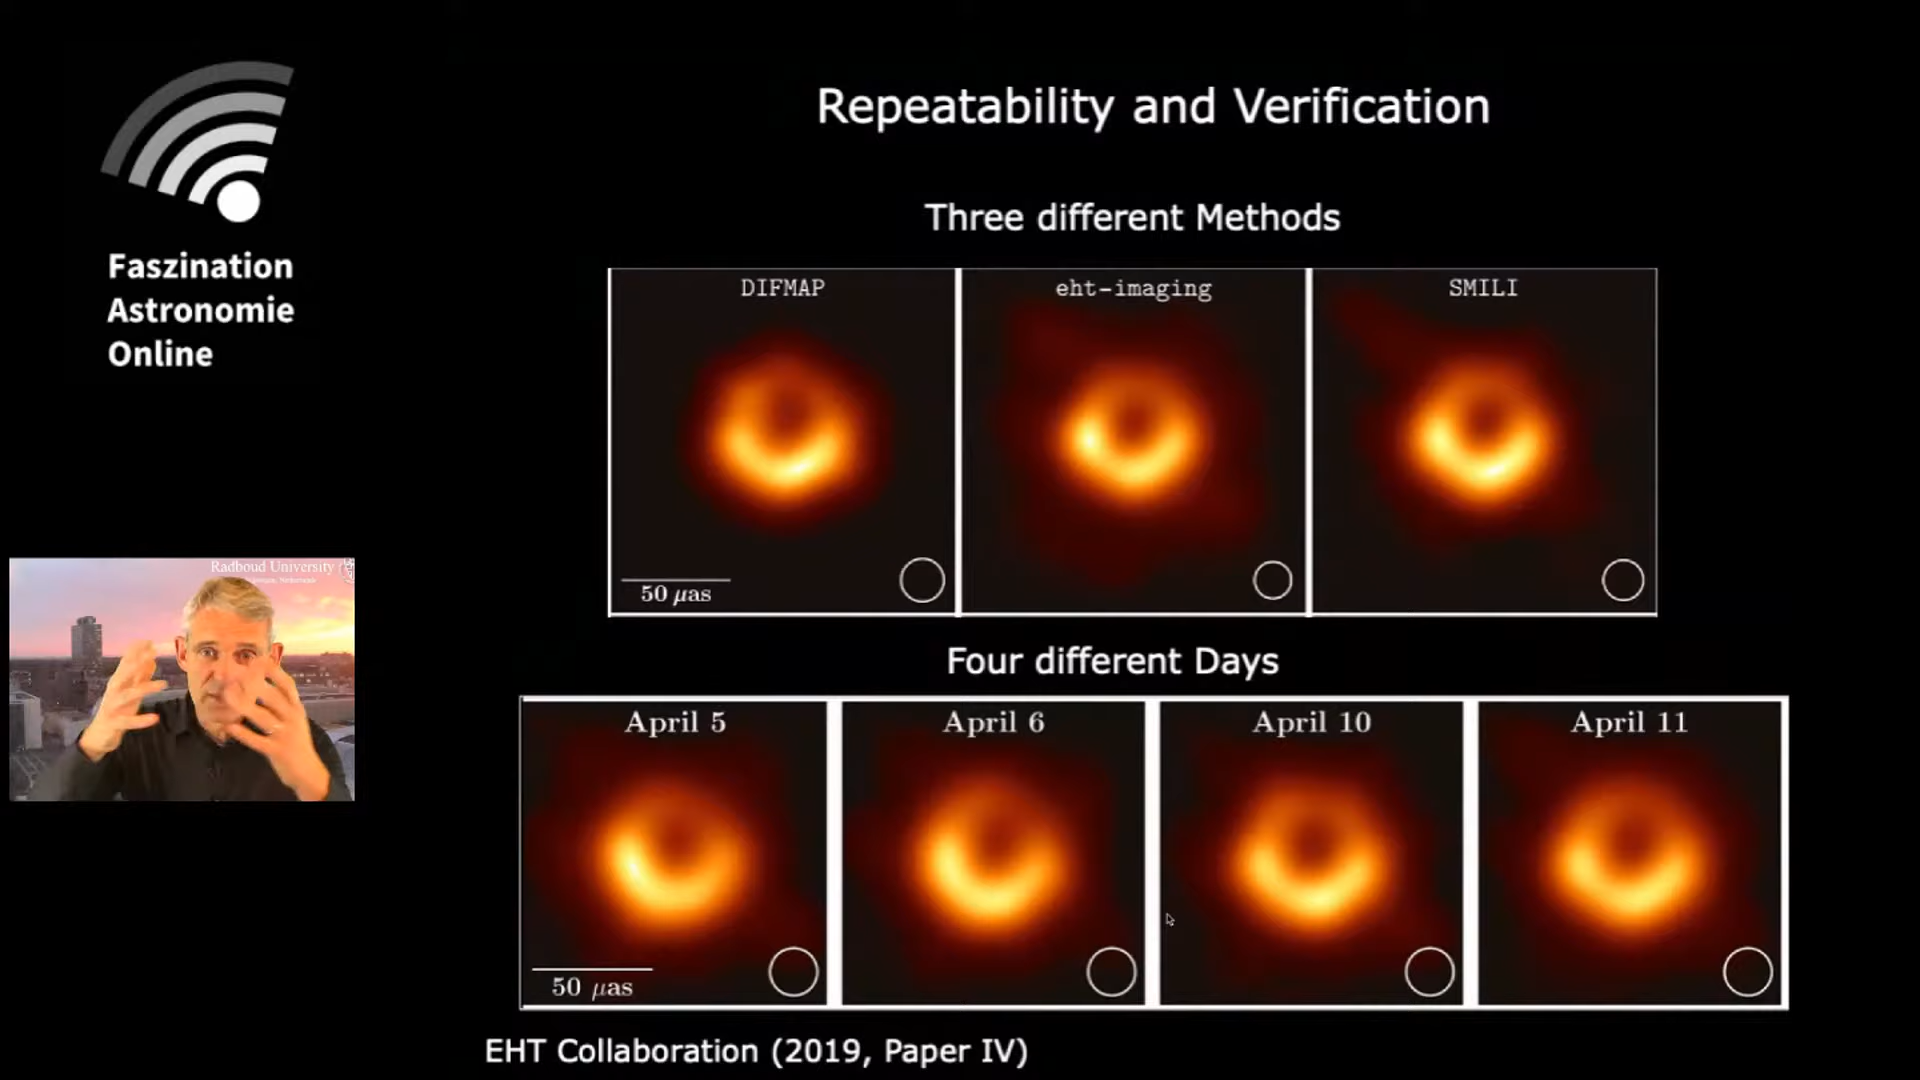 Faszination
Astronomie
Online
Repeatability and Verification
Three different Methods
DIFMAP
eht-imaging
SMILI
50 μas
Four different Days
April 5
April 6
April 10
April 11
50 μas
EHT Collaboration (2019, Paper IV)
Radboud University